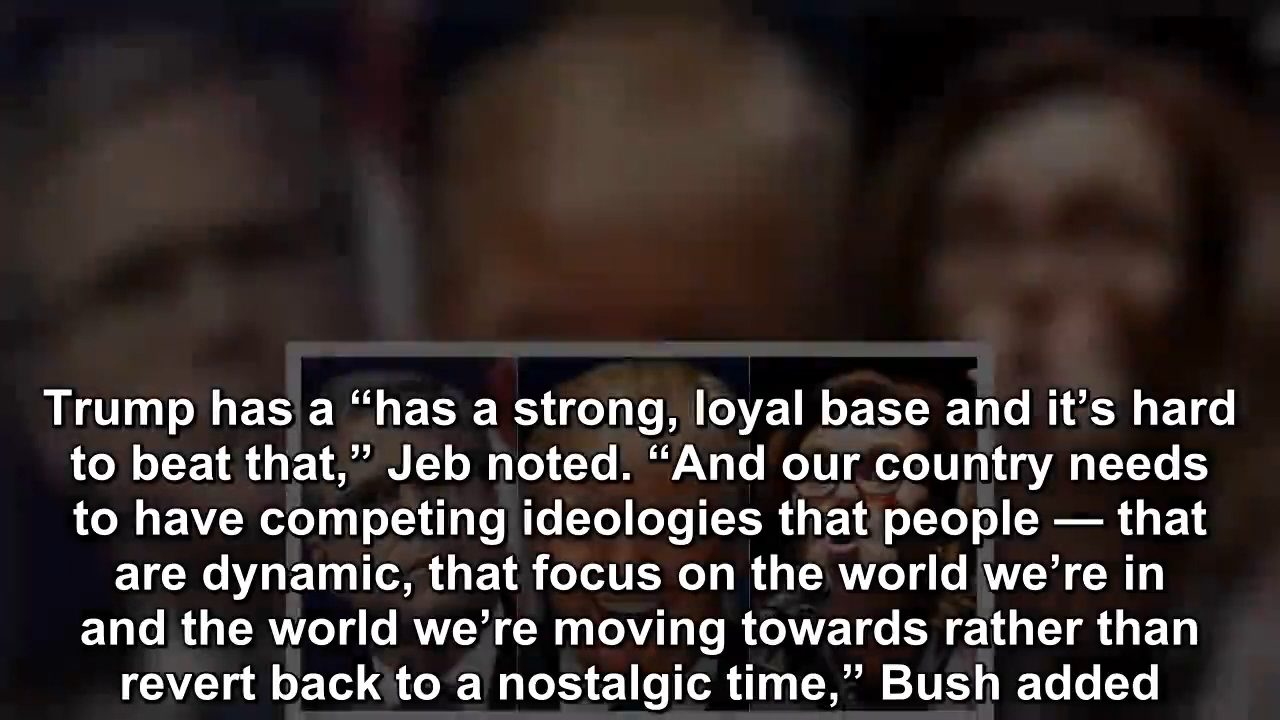 Trump has a “has a strong, loyal base and it’s hard
to beat that,” Jeb noted. “And our country needs
to have competing ideologies that people — that
are dynamic, that focus on the world we’re in
and the world we’re moving towards rather than
revert back to a nostalgic time,” Bush added